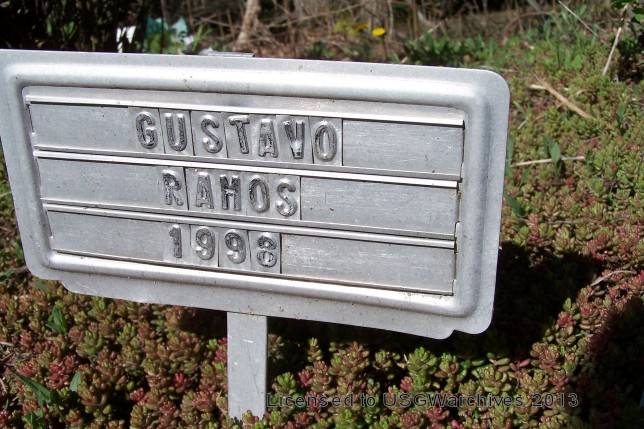 GUSTAVO
RAMOS
1998
Licensed to USGWarchives 2013